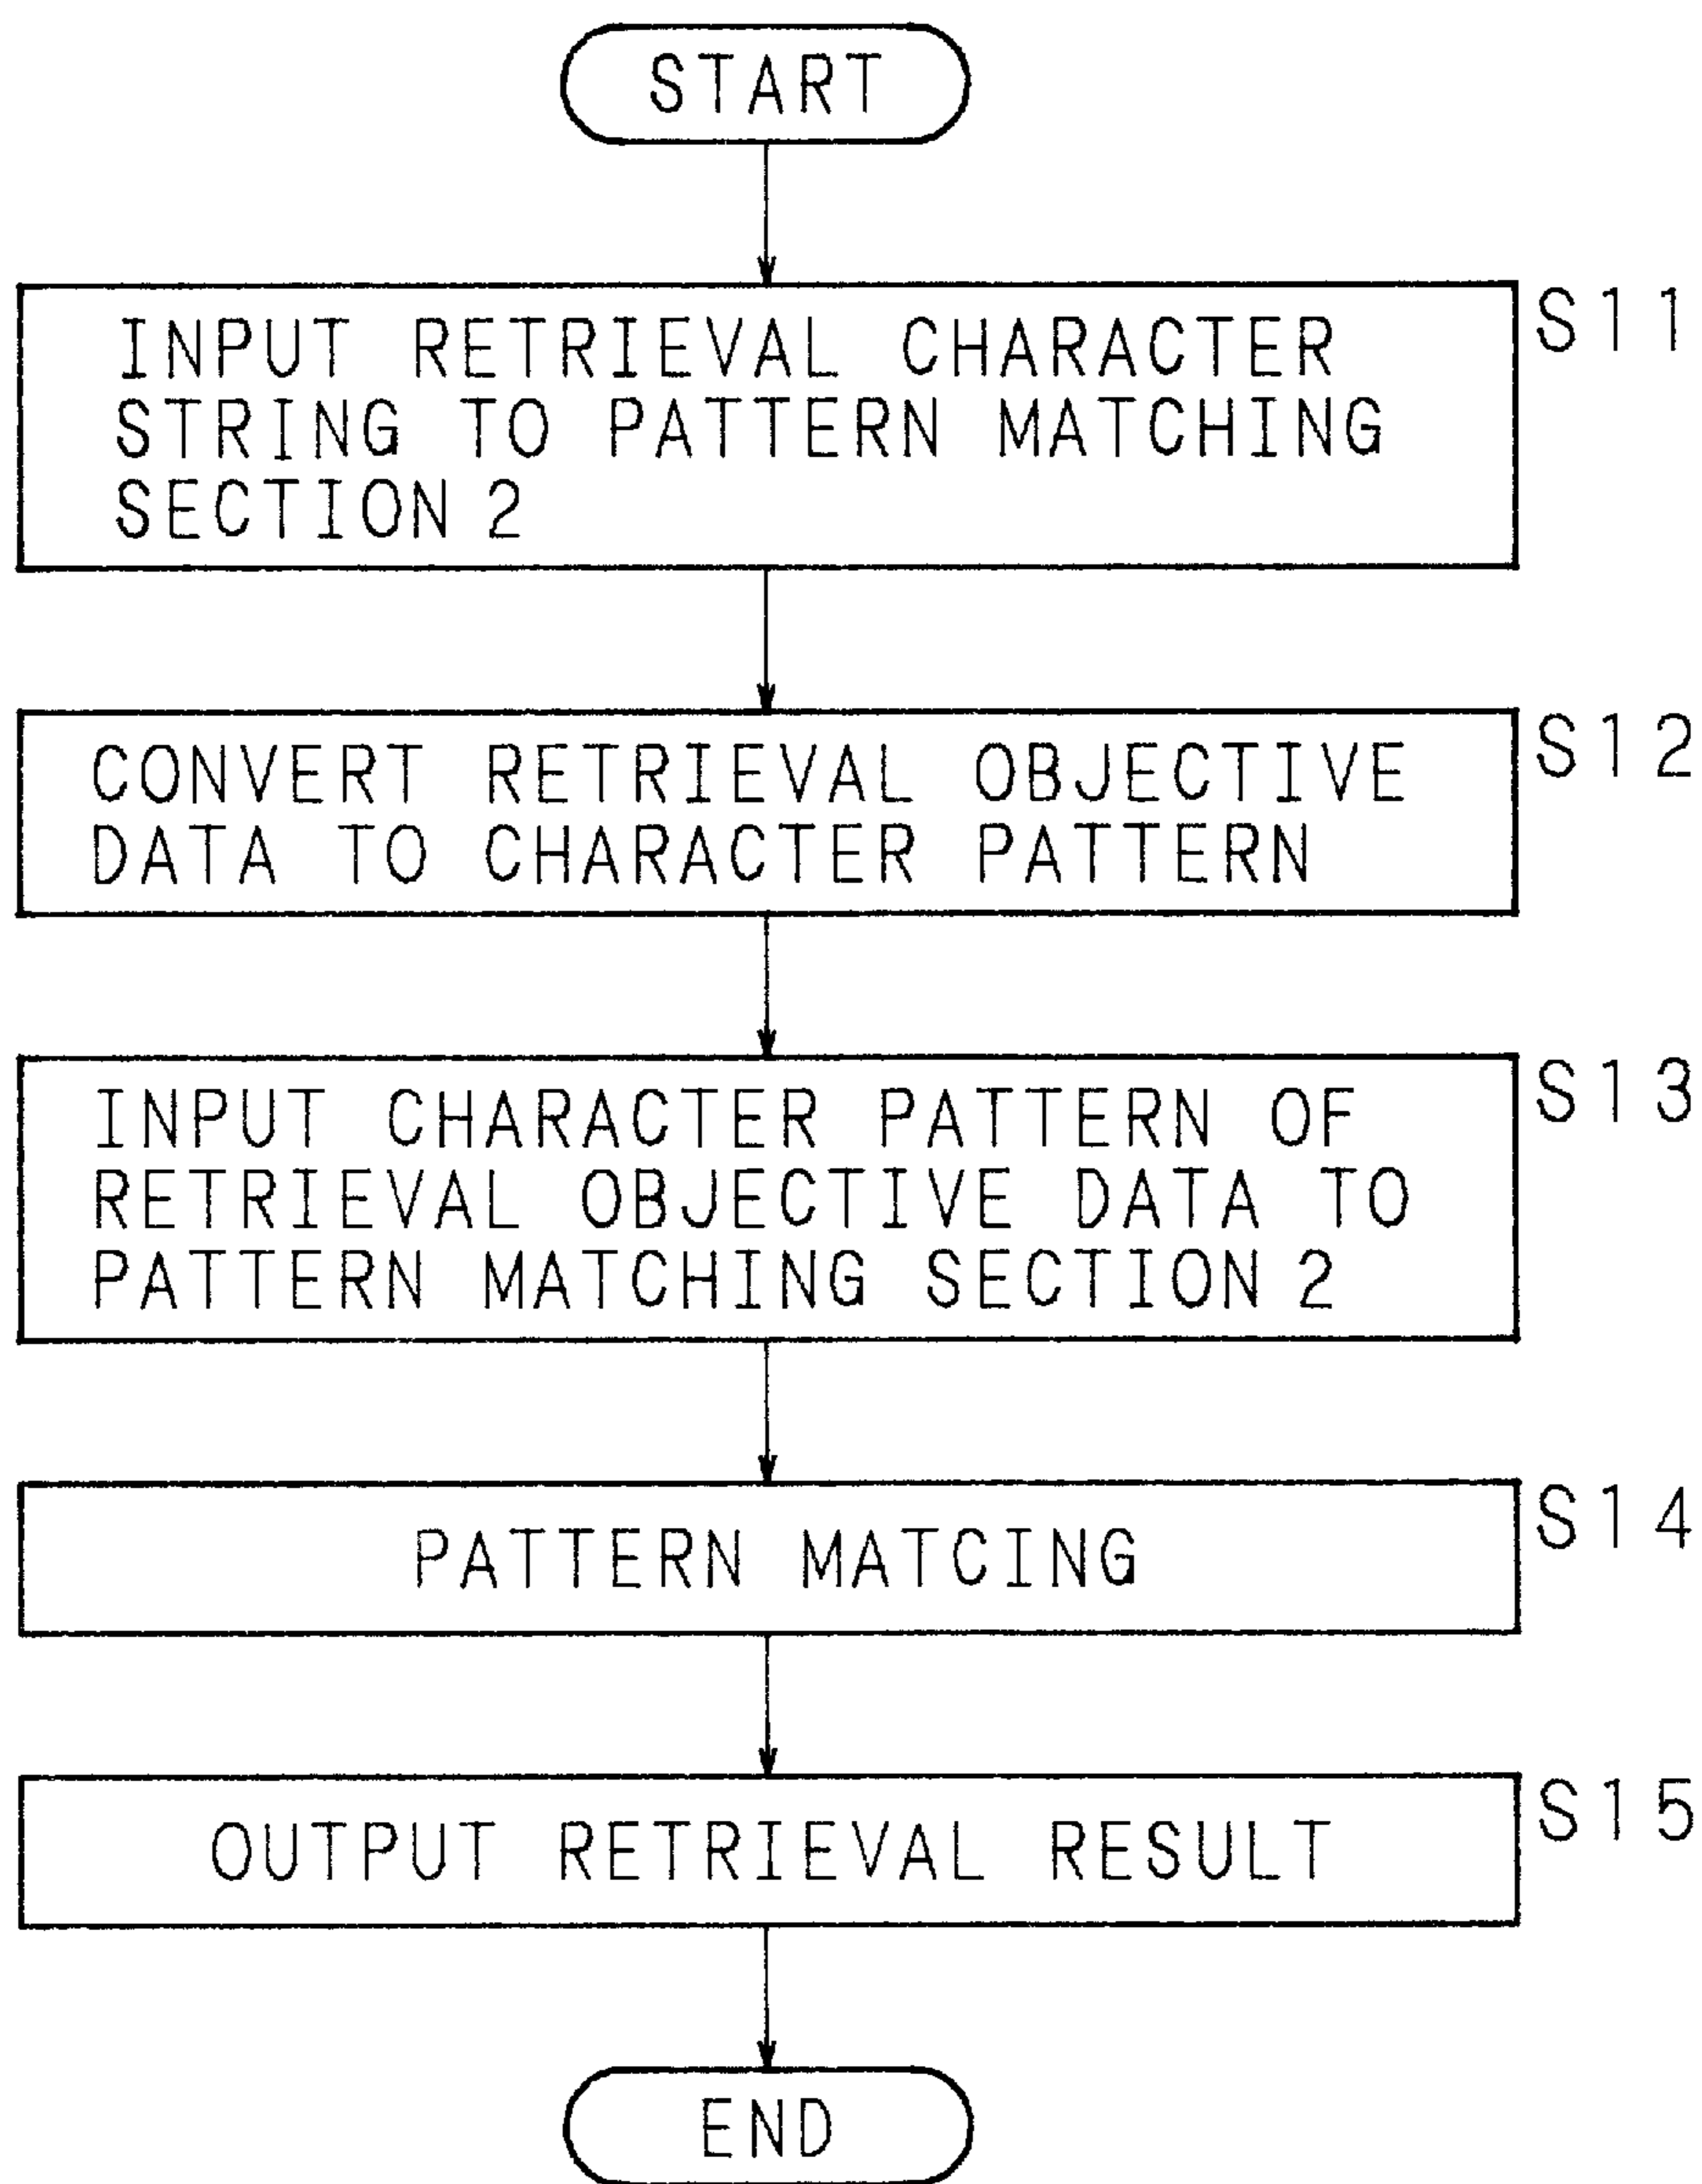 START
INPUT RETRIEVAL CHARACTER
STRING TO PATTERN MATCHING
SECTION 2
S11
CONVERT RETRIEVAL OBJECTIVE
DATA TO CHARACTER PATTERN
S12
INPUT CHARACTER PATTERN OF
RETRIEVAL OBJECTIVE DATA TO
PATTERN MATCHING SECTION 2
S13
PATTERN MATCING
S14
OUTPUT RETRIEVAL RESULT
S15
END